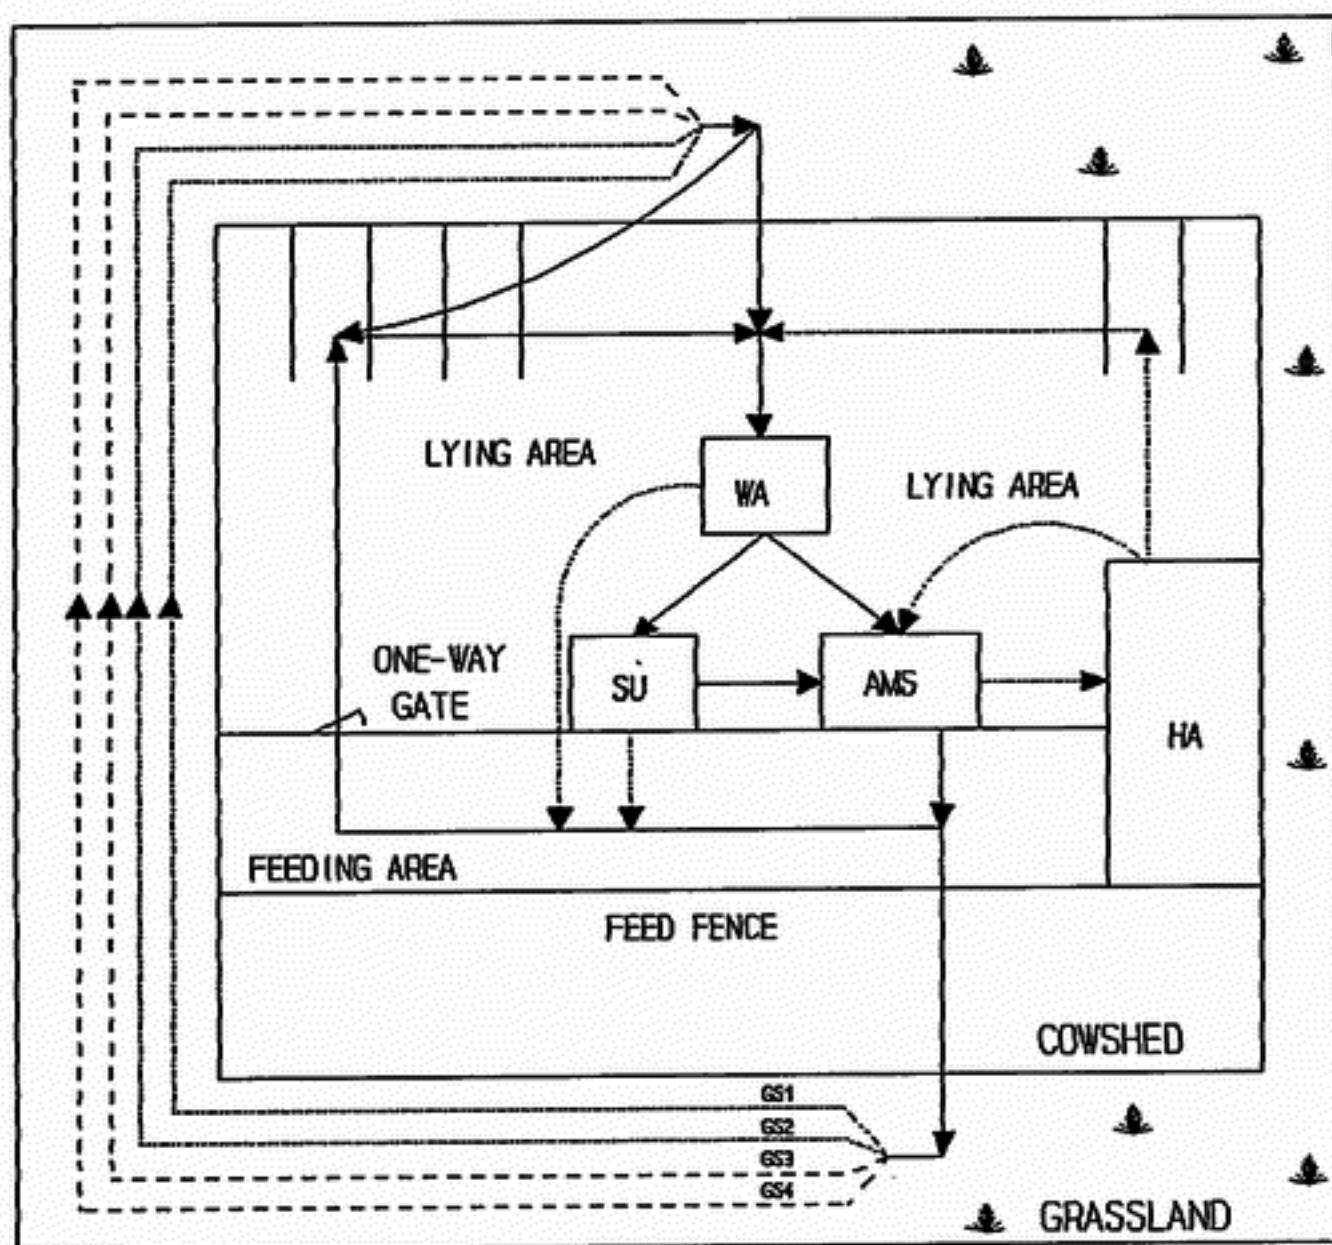 LYING AREA
WA
LYING AREA
ONE-WAY
GATE
SU
AMS
HA
FEEDING AREA
FEED FENCE
COWSHED
GS1
GS2
GS3
GS4
GRASSLAND